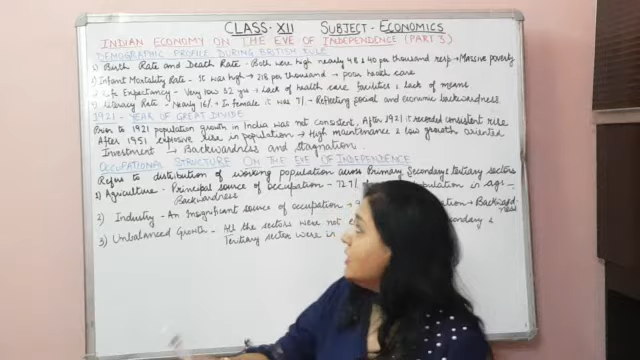 CLASS-XII SUBJECT-ECONOMICS
INDIAN ECONOMY ON THE EVE OF INDEPENDENCE (PART 3)
DEMOGRAPHIC PROFILE DURING BRITISH RULE
1) Birth Rate and Death Rate - Both were high nearly 48 & 40 per thousand resp → Massive poverty
2) Infant Mortality Rate - It was high → 218 per thousand → poor health care
3) Life Expectancy - Very low 32 yrs → Lack of health care facilities & lack of means
4) Literacy Rate - Nearly 16% → In female it was 7% - Reflecting social and economic backwardness
1921 - YEAR OF GREAT DIVIDE
Prior to 1921 population growth in India was not consistent. After 1921 it recorded consistent rise
After 1951 explosive rise in population → High maintenance & low growth oriented
Investment → Backwardness and stagnation.
OCCUPATIONAL STRUCTURE ON THE EVE OF INDEPENDENCE
Refers to distribution of working population across Primary Secondary & tertiary sectors
1) Agriculture - Principal source of occupation - 72.7% population in agri -
Backwardness
2) Industry - An Insignificant source of occupation → 9 → Backwardness
3) Unbalanced Growth - All the sectors were not &
Tertiary sector were in